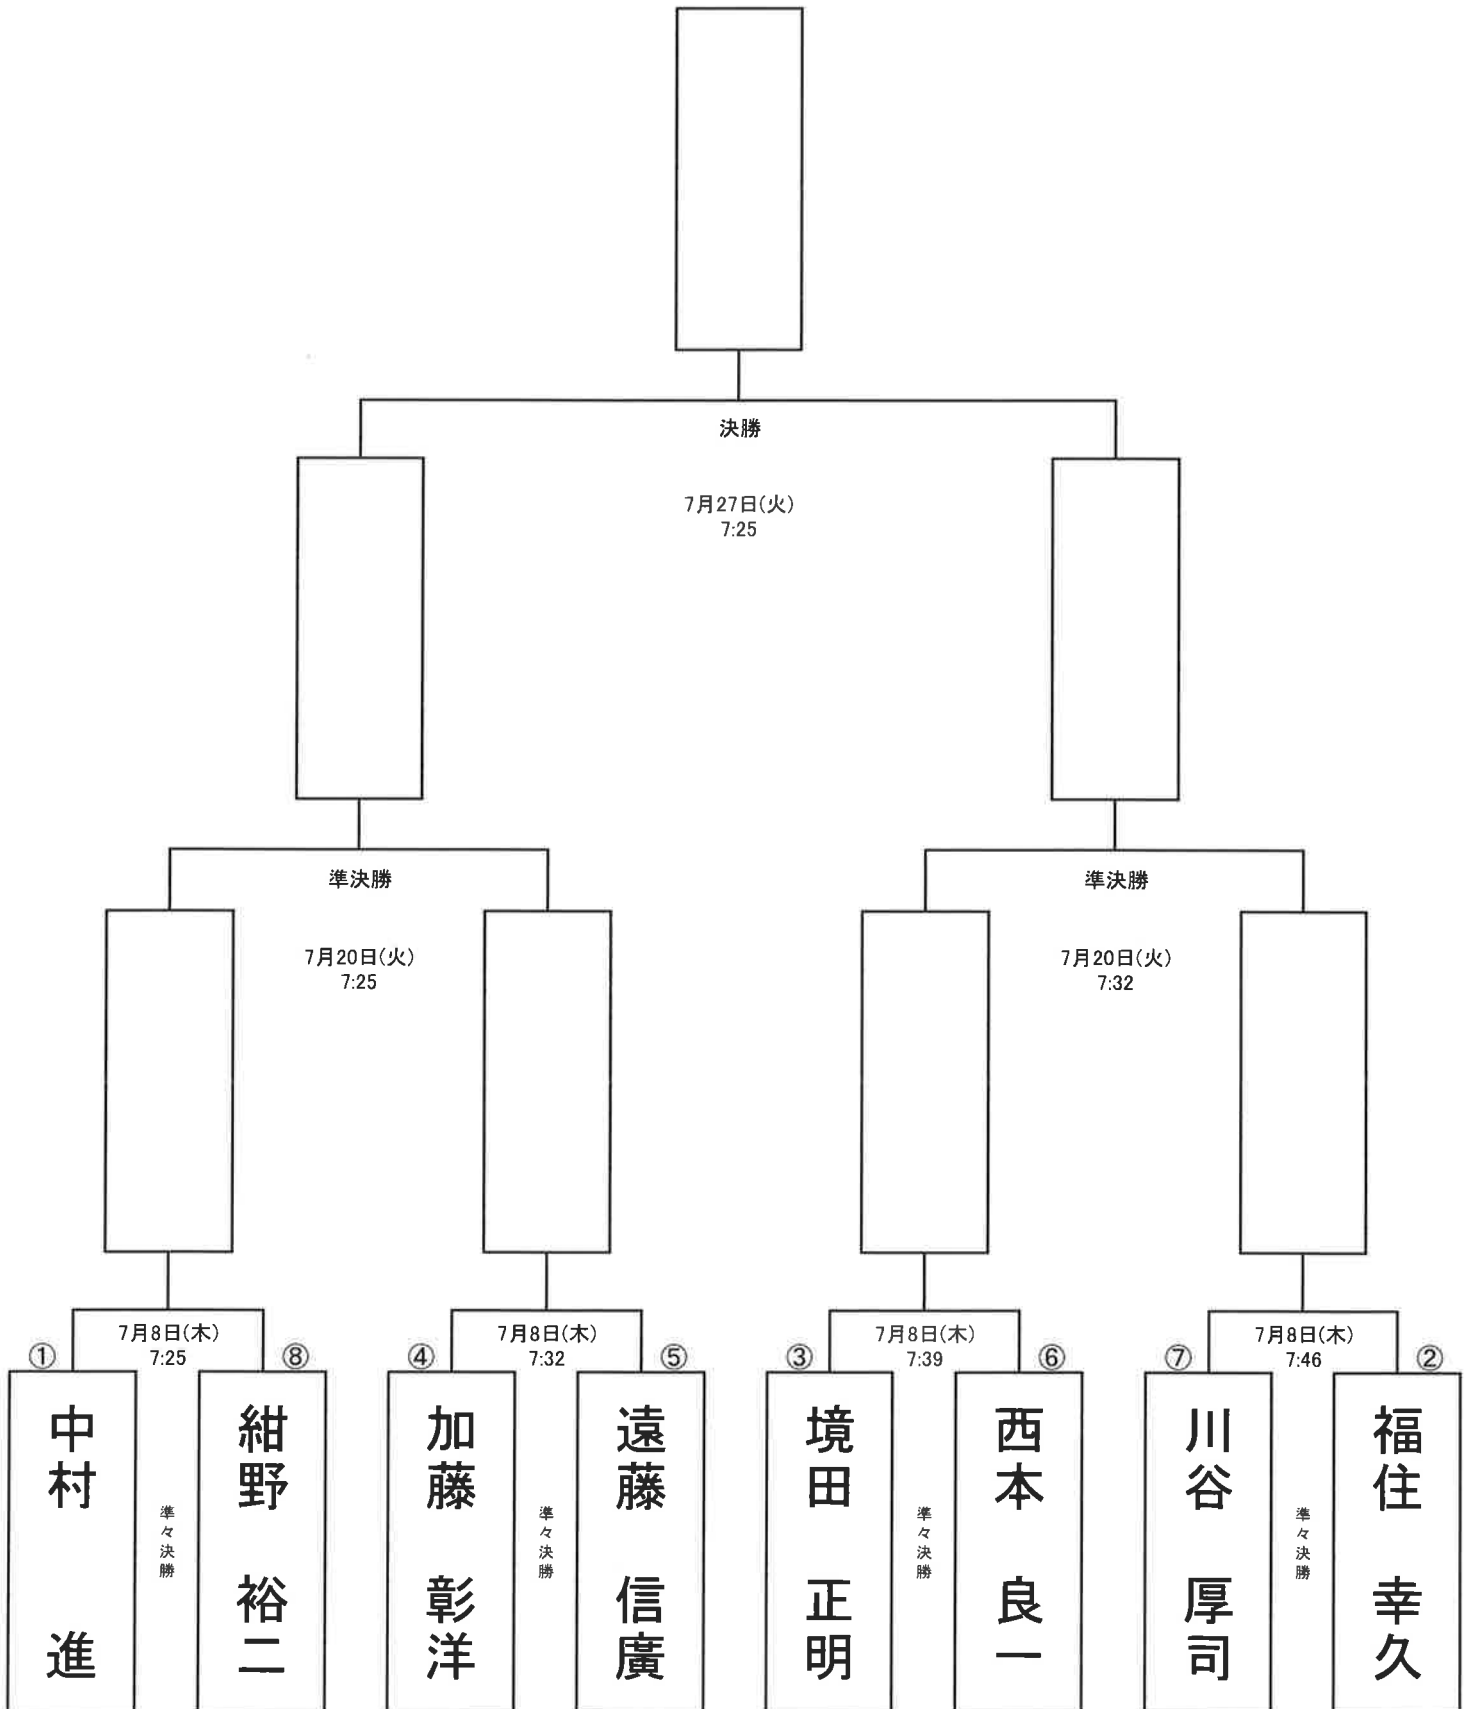 決勝
7月27日(火)
7:25
準決勝
7月20日(火)
7:25
準決勝
7月20日(火)
7:32
7月8日(木)
7:25
7月8日(木)
7:32
7月8日(木)
7:39
7月8日(木)
7:46
①
中村 進
準々決勝
⑧
紺野 裕二
④
加藤 彰洋
準々決勝
⑤
遠藤 信廣
③
境田 正明
準々決勝
⑥
西本 良一
⑦
川谷 厚司
準々決勝
②
福住 幸久